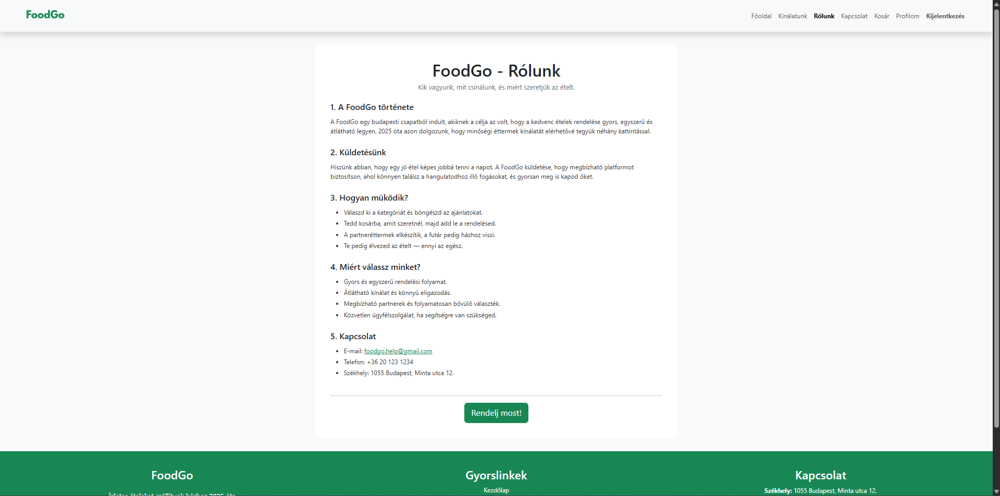 FoodGo
Főoldal Kínálatunk Rólunk Kapcsolat Kosár Profilom Kijelentkezés
FoodGo - Rólunk
Kik vagyunk, mit csinálunk, és miért szeretjük az ételt.
1. A FoodGo története
A FoodGo egy budapesti csapatból indult, akiknek a célja az volt, hogy a kedvenc ételek rendelése gyors, egyszerű és
átlátható legyen. 2025 óta azon dolgozunk, hogy minőségi éttermek kínálatát elérhetővé tegyük néhány kattintással.
2. Küldetésünk
Hiszünk abban, hogy egy jó étel képes jobbá tenni a napot. A FoodGo küldetése, hogy megbízható platformot
biztosítson, ahol könnyen találsz a hangulatodhoz illő fogásokat, és gyorsan meg is kapod őket.
3. Hogyan működik?
• Válaszd ki a kategóriát és böngészd az ajánlatokat.
• Tedd kosárba, amit szeretnél, majd add le a rendelésed.
• A partneréttermek elkészítik, a futár pedig házhoz viszi.
• Te pedig élvezed az ételt — ennyi az egész.
4. Miért válassz minket?
• Gyors és egyszerű rendelési folyamat.
• Átlátható kínálat és könnyű eligazodás.
• Megbízható partnerek és folyamatosan bővülő választék.
• Közvetlen ügyfélszolgálat, ha segítségre van szükséged.
5. Kapcsolat
• E-mail: foodgo.help@gmail.com
• Telefon: +36 20 123 1234
• Székhely: 1055 Budapest, Minta utca 12.
Rendelj most!
FoodGo
Ízletes ételeket szállítunk házhoz 2025 óta.
Gyorslinkek
Kezdőlap
Kapcsolat
Székhely: 1055 Budapest, Minta utca 12.